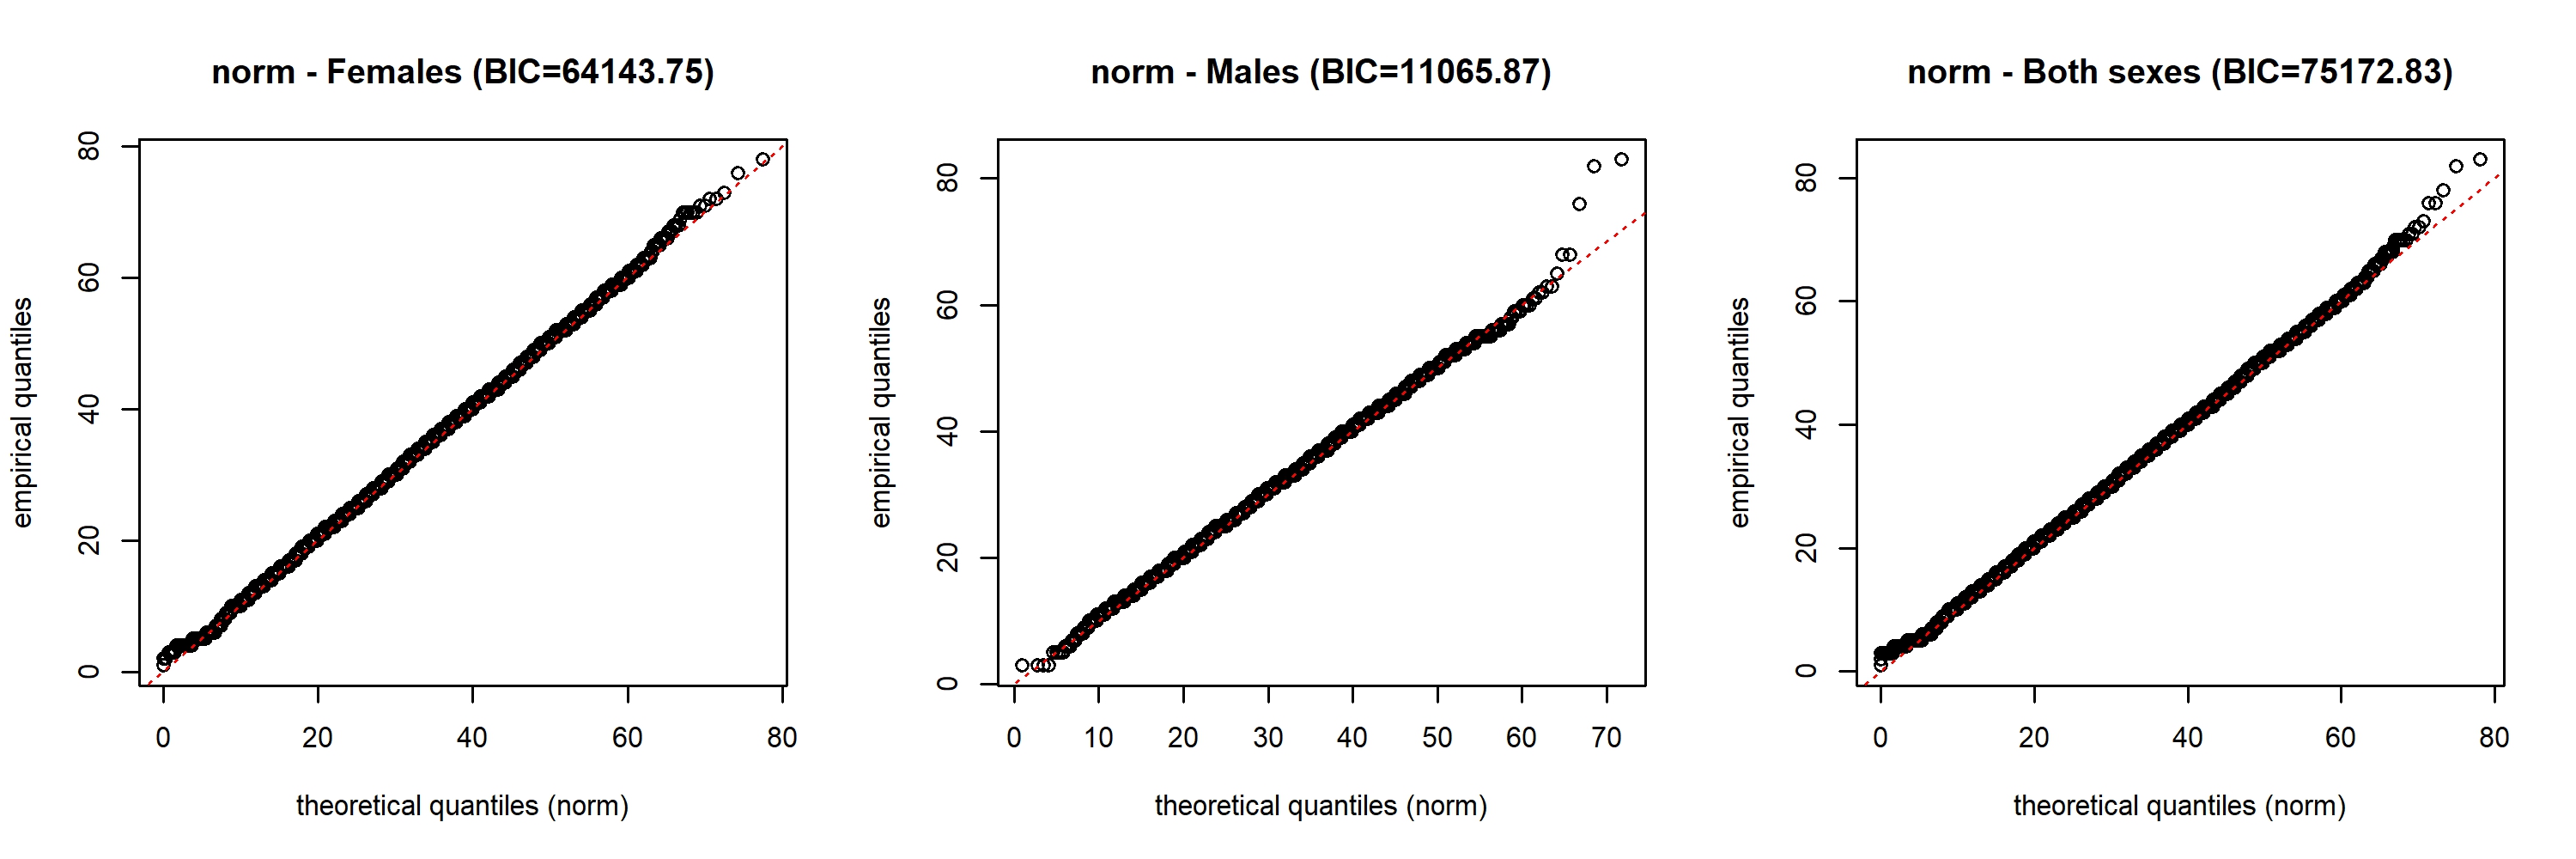 norm - Females (BIC=64143.75)
empirical quantiles
80
60
40
20
0
0 20 40 60 80
theoretical quantiles (norm)
norm - Males (BIC=11065.87)
empirical quantiles
80
60
40
20
0
0 10 20 30 40 50 60 70
theoretical quantiles (norm)
norm - Both sexes (BIC=75172.83)
empirical quantiles
80
60
40
20
0
0 20 40 60 80
theoretical quantiles (norm)